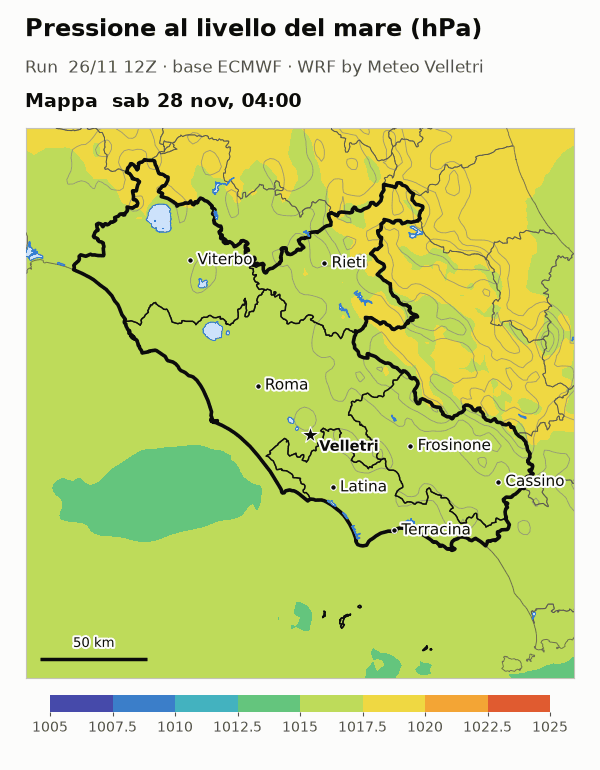 Pressione al livello del mare (hPa)
Run  26/11 12Z · base ECMWF · WRF by Meteo Velletri
Mappa  sab 28 nov, 04:00
Viterbo
Rieti
Roma
Velletri
Frosinone
Cassino
Latina
Terracina
50 km
1005 1007.5 1010 1012.5 1015 1017.5 1020 1022.5 1025